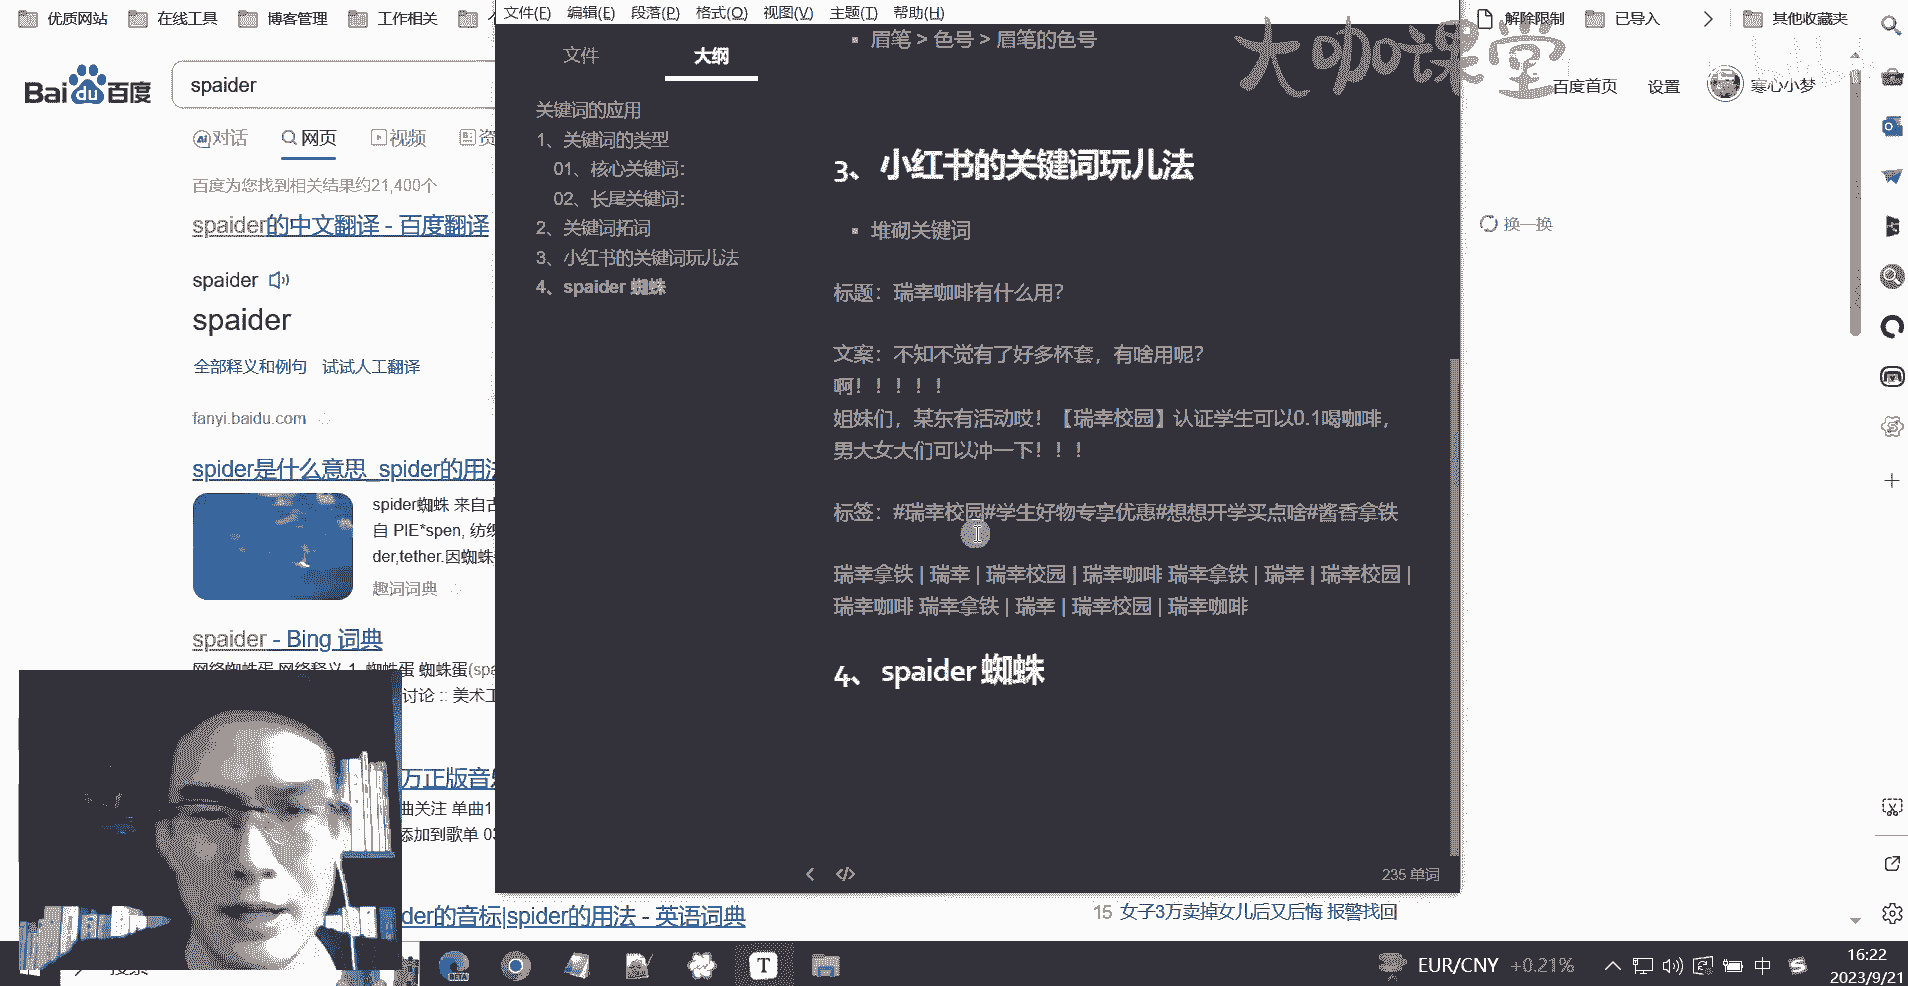 优质网站
在线工具
博客管理
工作相关
文件(F) 编辑(E) 段落(P) 格式(O) 视图(V) 主题(T) 帮助(H)
解除限制
已导入
其他收藏夹
大咖课堂
Bai du 百度
spaider
百度首页 设置 寒心小梦
对话 网页 视频
百度为您找到相关结果约21,400个
spaider的中文翻译 - 百度翻译
spaider
spaider
全部释义和例句 试试人工翻译
fanyi.baidu.com
spider是什么意思_spider的用法
spider蜘蛛 来自古
自 PIE*spen, 纺织
der,tether.因蜘蛛
趣词词典
spaider - Bing 词典
网络蜘蛛蛋 网络释义 1. 蜘蛛蛋 蜘蛛蛋(spa
讨论 :: 美术工
万正版音乐
曲关注 单曲1
添加到歌单 03
der的音标|spider的用法 - 英语词典
换一换
文件 大纲
关键词的应用
1、关键词的类型
01、核心关键词：
02、长尾关键词：
2、关键词拓词
3、小红书的关键词玩儿法
4、spaider 蜘蛛
眉笔 > 色号 > 眉笔的色号
3、小红书的关键词玩儿法
堆砌关键词
标题：瑞幸咖啡有什么用？
文案：不知不觉有了好多杯套，有啥用呢？
啊！！！！！
姐妹们，某东有活动哎！【瑞幸校园】认证学生可以0.1喝咖啡，
男大女大们可以冲一下！！！
标签：#瑞幸校园#学生好物专享优惠#想想开学买点啥#酱香拿铁
瑞幸拿铁 | 瑞幸 | 瑞幸校园 | 瑞幸咖啡 瑞幸拿铁 | 瑞幸 | 瑞幸校园 |
瑞幸咖啡 瑞幸拿铁 | 瑞幸 | 瑞幸校园 | 瑞幸咖啡
4、 spaider 蜘蛛
235 单词
15 女子3万卖掉女儿后又后悔 报警找回
BETA
T
EUR/CNY +0.21%
中
16:22
2023/9/21